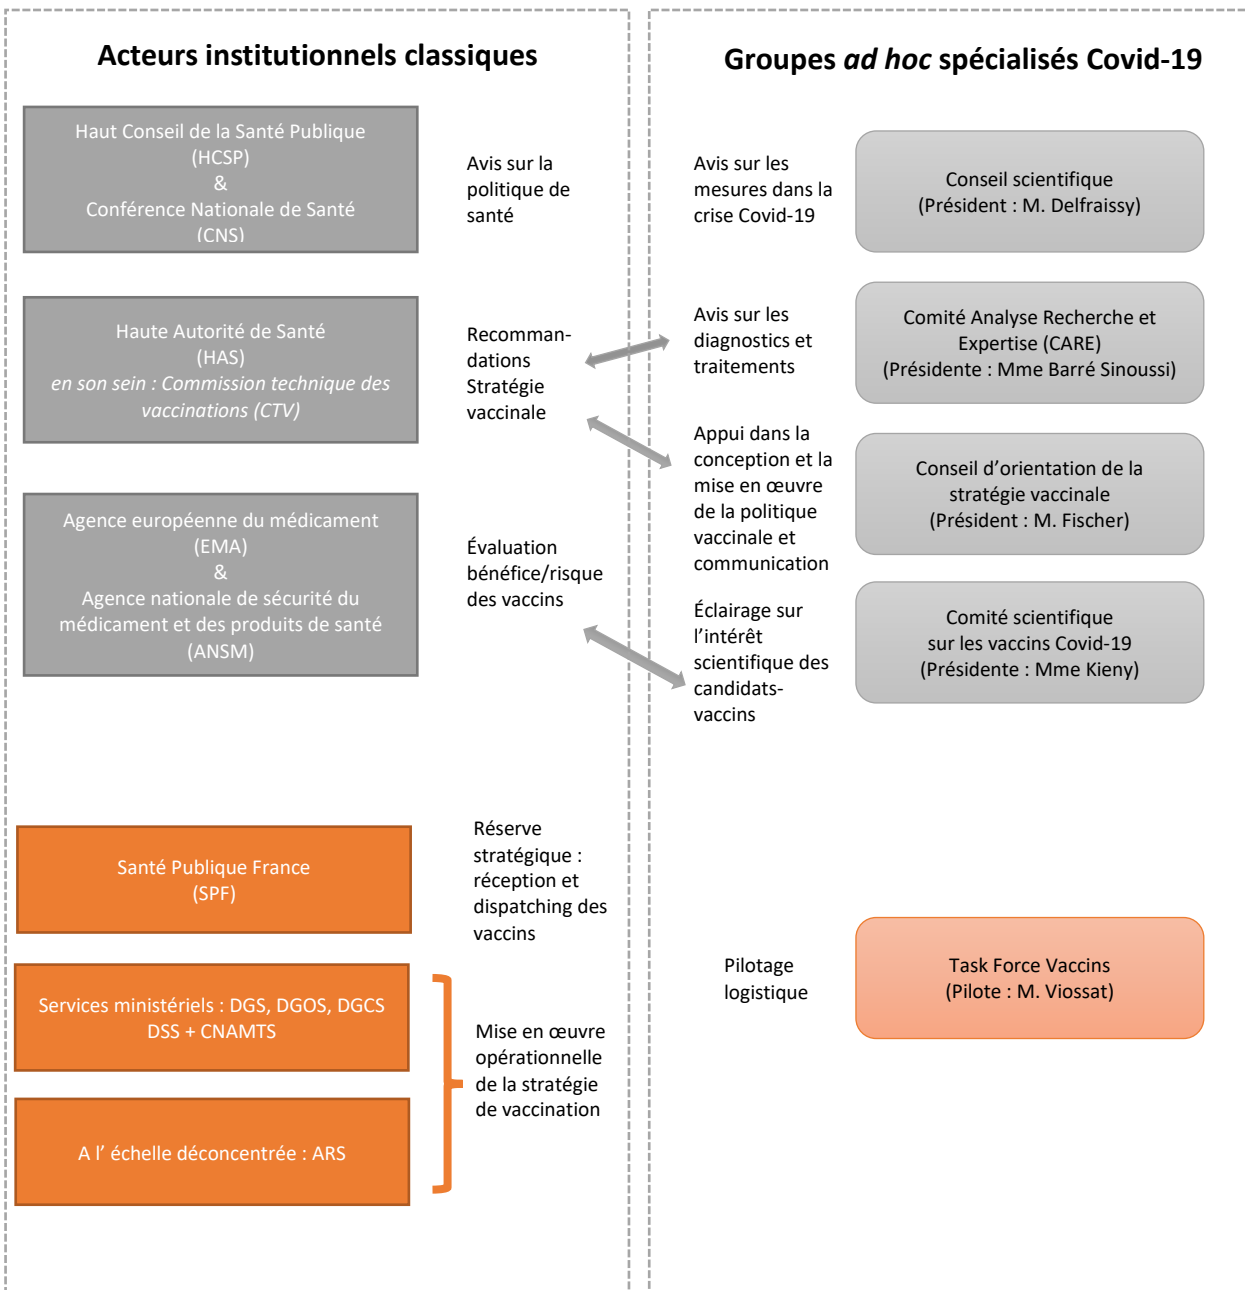 Acteurs institutionnels classiques
Haut Conseil de la Santé Publique
(HCSP)
&
Conférence Nationale de Santé
(CNS)
Avis sur la
politique de
santé
Haute Autorité de Santé
(HAS)
en son sein : Commission technique des
vaccinations (CTV)
Recomman-
dations
Stratégie
vaccinale
Agence européenne du médicament
(EMA)
&
Agence nationale de sécurité du
médicament et des produits de santé
(ANSM)
Évaluation
bénéfice/risque
des vaccins
Santé Publique France
(SPF)
Réserve
stratégique :
réception et
dispatching des
vaccins
Services ministériels : DGS, DGOS, DGCS
DSS + CNAMTS
A l’ échelle déconcentrée : ARS
Mise en œuvre
opérationnelle
de la stratégie
de vaccination
Groupes ad hoc spécialisés Covid-19
Avis sur les
mesures dans la
crise Covid-19
Conseil scientifique
(Président : M. Delfraissy)
Avis sur les
diagnostics et
traitements
Comité Analyse Recherche et
Expertise (CARE)
(Présidente : Mme Barré Sinoussi)
Appui dans la
conception et la
mise en œuvre
de la politique
vaccinale et
communication
Conseil d’orientation de la
stratégie vaccinale
(Président : M. Fischer)
Éclairage sur
l’intérêt
scientifique des
candidats-
vaccins
Comité scientifique
sur les vaccins Covid-19
(Présidente : Mme Kieny)
Pilotage
logistique
Task Force Vaccins
(Pilote : M. Viossat)